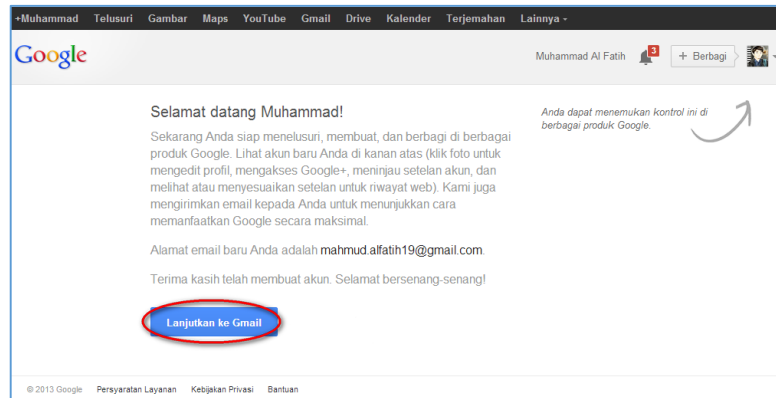 +Muhammad Telusuri Gambar Maps YouTube Gmail Drive Kalender Terjemahan Lainnya
Google
Muhammad Al Fatih 3 + Berbagi
Selamat datang Muhammad!
Anda dapat menemukan kontrol ini di
berbagai produk Google.
Sekarang Anda siap menelusuri, membuat, dan berbagi di berbagai
produk Google. Lihat akun baru Anda di kanan atas (klik foto untuk
mengedit profil, mengakses Google+, meninjau setelan akun, dan
melihat atau menyesuaikan setelan untuk riwayat web). Kami juga
mengirimkan email kepada Anda untuk menunjukkan cara
memanfaatkan Google secara maksimal.
Alamat email baru Anda adalah mahmud.alfatih19@gmail.com.
Terima kasih telah membuat akun. Selamat bersenang-senang!
Lanjutkan ke Gmail
© 2013 Google Persyaratan Layanan Kebijakan Privasi Bantuan